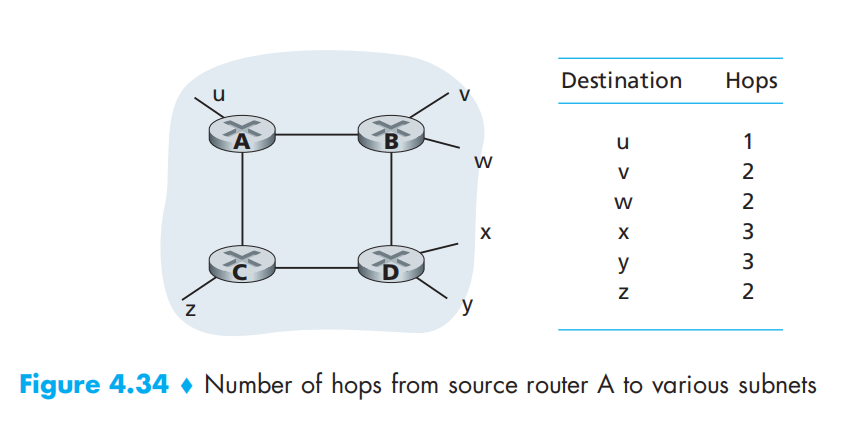 u
v
A
B
w
x
C
D
z
y
Destination Hops
u 1
v 2
w 2
x 3
y 3
z 2
Figure 4.34 ♦ Number of hops from source router A to various subnets